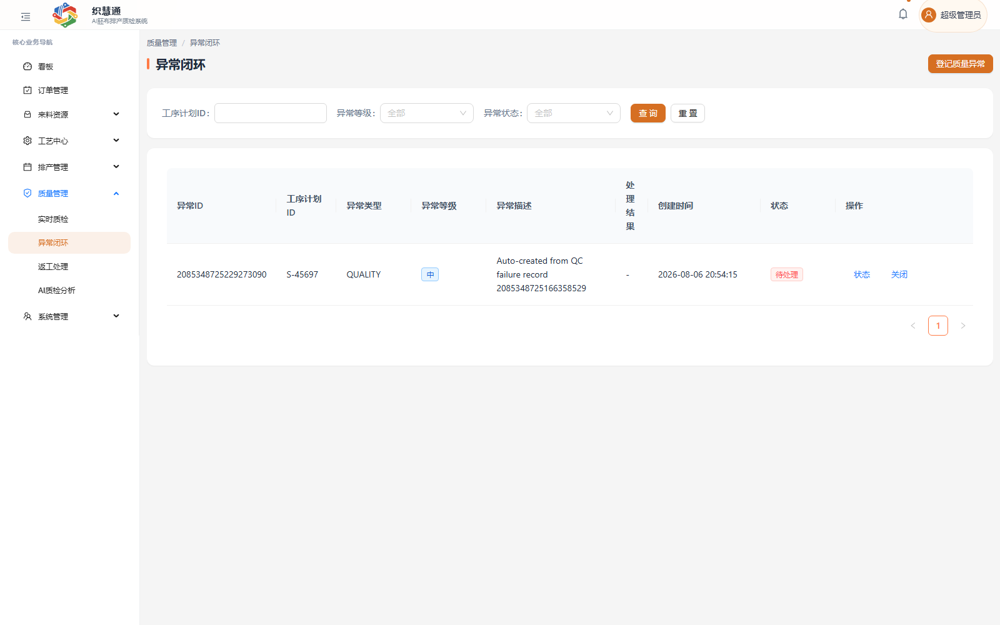 织慧通
AI胚布排产质检系统
超级管理员
核心业务导航
看板
订单管理
来料资源
工艺中心
排产管理
质量管理
实时质检
异常闭环
返工处理
AI质检分析
系统管理
质量管理 / 异常闭环
异常闭环
登记质量异常
工序计划ID: 异常等级: 全部 异常状态: 全部 查 询 重 置
异常ID 工序计划ID 异常类型 异常等级 异常描述 处理结果 创建时间 状态 操作
2085348725229273090 S-45697 QUALITY 中 Auto-created from QC failure record 2085348725166358529 - 2026-08-06 20:54:15 待处理 状态 关闭
< 1 >